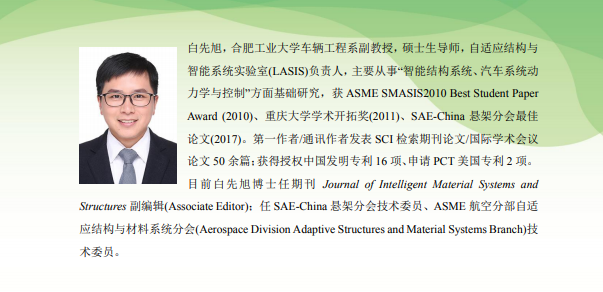 白先旭，合肥工业大学车辆工程系副教授，硕士生导师，自适应结构与
智能系统实验室(LASIS)负责人，主要从事“智能结构系统、汽车系统动
力学与控制”方面基础研究，获 ASME SMASIS2010 Best Student Paper
Award (2010)、重庆大学学术开拓奖(2011)、SAE-China 悬架分会最佳
论文(2017)。第一作者/通讯作者发表 SCI 检索期刊论文/国际学术会议
论文 50 余篇；获得授权中国发明专利 16 项、申请 PCT 美国专利 2 项。
目前白先旭博士任期刊 Journal of Intelligent Material Systems and
Structures 副编辑(Associate Editor)；任 SAE-China 悬架分会技术委员、ASME 航空分部自适
应结构与材料系统分会(Aerospace Division Adaptive Structures and Material Systems Branch)技
术委员。